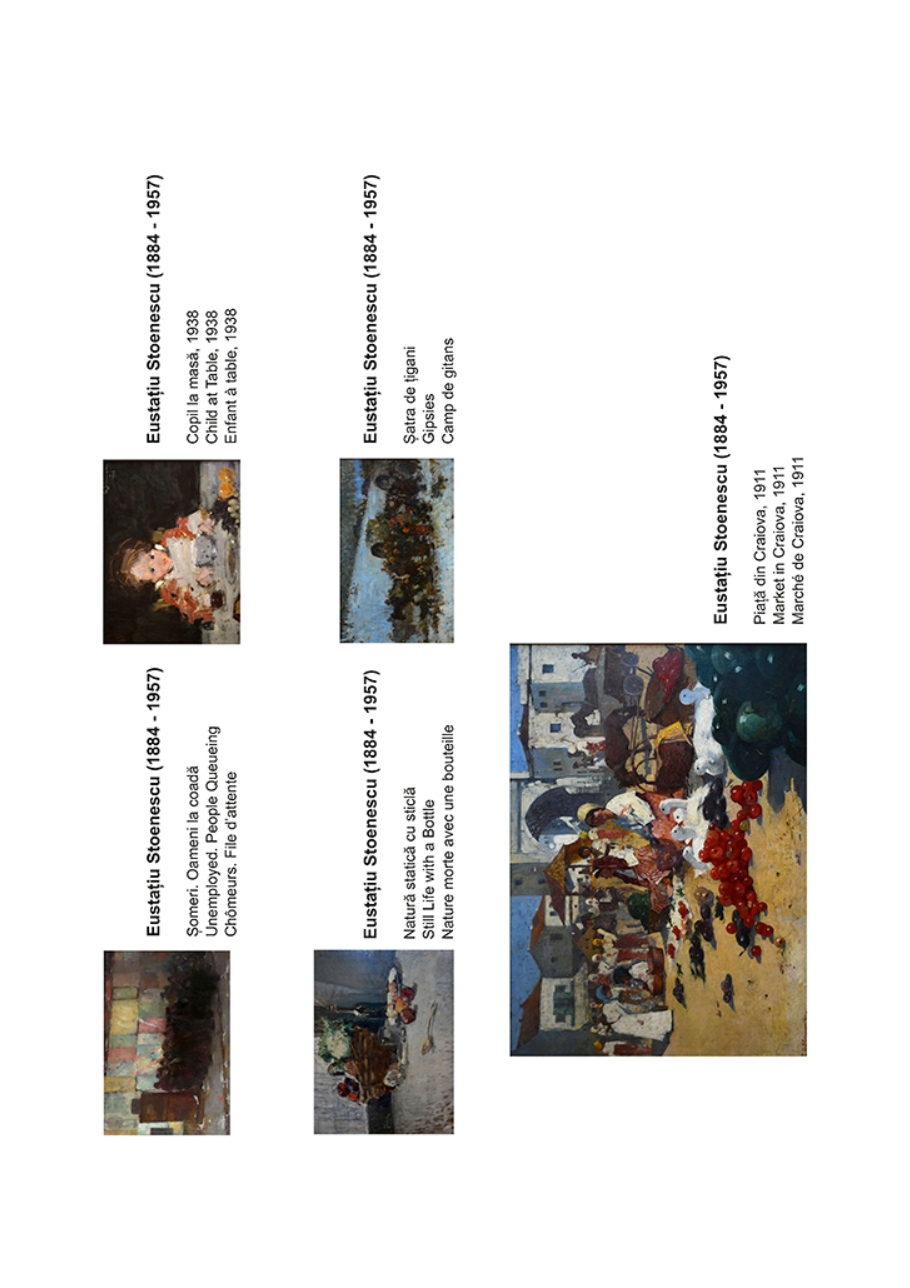 Eustațiu Stoenescu (1884 - 1957)
Șomeri. Oameni la coadă
Unemployed. People Queueing
Chômeurs. File d'attente
Eustațiu Stoenescu (1884 - 1957)
Copil la masă, 1938
Child at Table, 1938
Enfant à table, 1938
Eustațiu Stoenescu (1884 - 1957)
Natură statică cu sticlă
Still Life with a Bottle
Nature morte avec une bouteille
Eustațiu Stoenescu (1884 - 1957)
Șatra de țigani
Gipsies
Camp de gitans
Eustațiu Stoenescu (1884 - 1957)
Piață din Craiova, 1911
Market in Craiova, 1911
Marché de Craiova, 1911